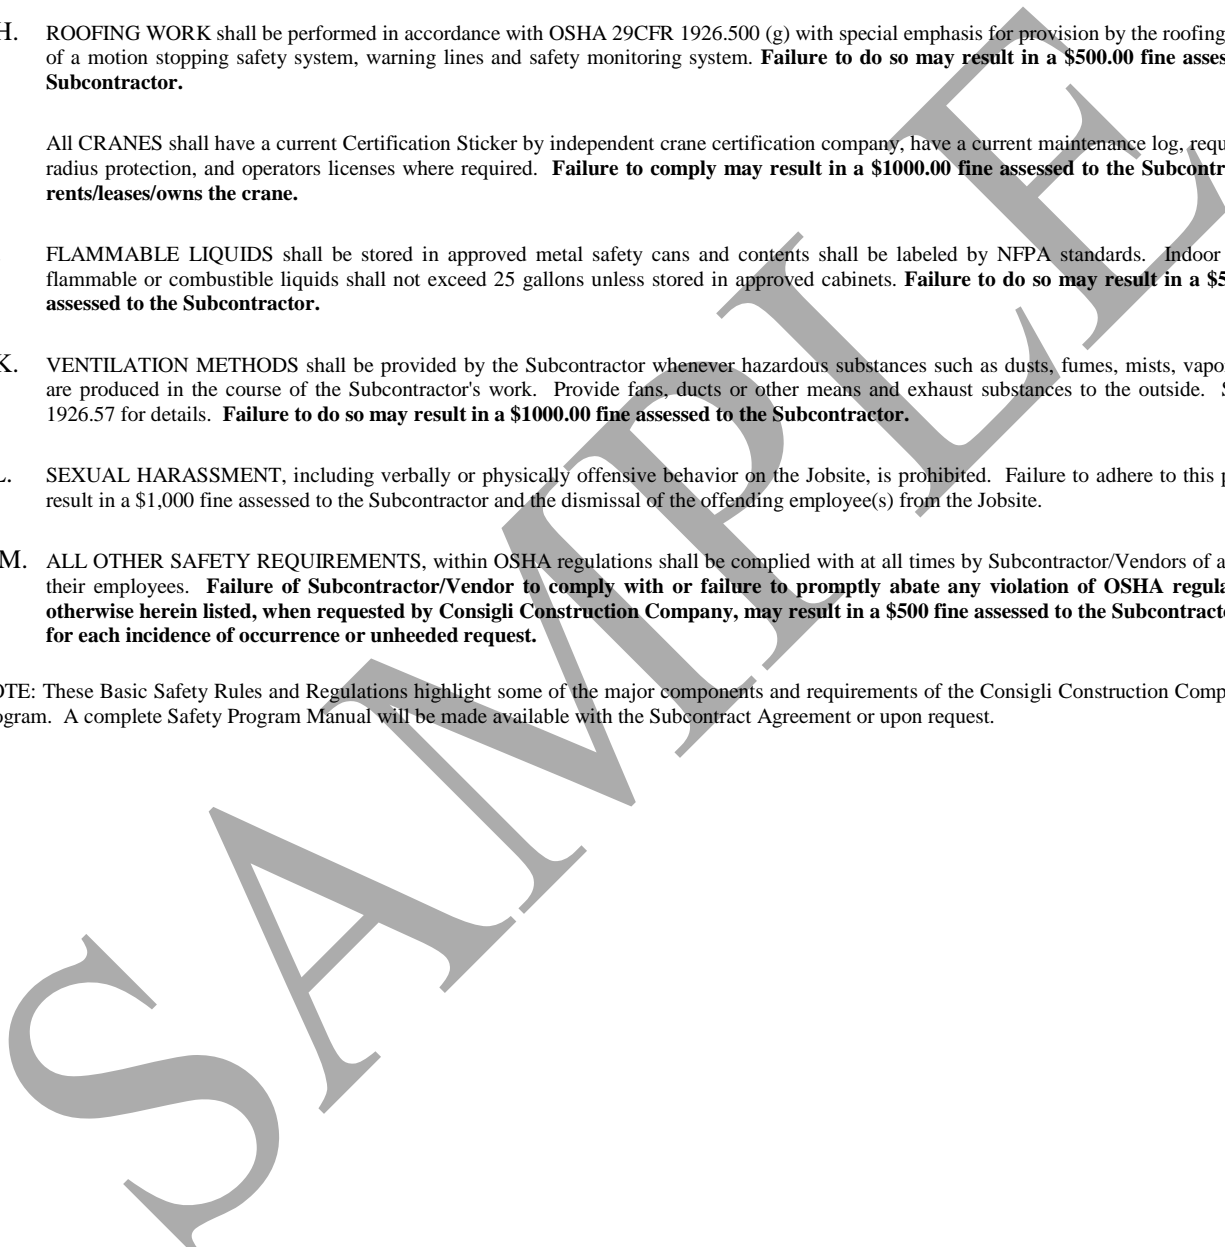 H. ROOFING WORK shall be performed in accordance with OSHA 29CFR 1926.500 (g) with special emphasis for provision by the roofing
of a motion stopping safety system, warning lines and safety monitoring system. Failure to do so may result in a $500.00 fine
Subcontractor.
All CRANES shall have a current Certification Sticker by independent crane certification company, have a current maintenance log,
radius protection, and operators licenses where required. Failure to comply may result in a $1000.00 fine assessed to the
rents/leases/owns the crane.
FLAMMABLE LIQUIDS shall be stored in approved metal safety cans and contents shall be labeled by NFPA standards. Indoor
flammable or combustible liquids shall not exceed 25 gallons unless stored in approved cabinets. Failure to do so may result in a
assessed to the Subcontractor.
K. VENTILATION METHODS shall be provided by the Subcontractor whenever hazardous substances such as dusts, fumes, mists,
are produced in the course of the Subcontractor's work. Provide fans, ducts or other means and exhaust substances to the outside.
1926.57 for details. Failure to do so may result in a $1000.00 fine assessed to the Subcontractor.
SEXUAL HARASSMENT, including verbally or physically offensive behavior on the Jobsite, is prohibited. Failure to adhere to this
result in a $1,000 fine assessed to the Subcontractor and the dismissal of the offending employee(s) from the Jobsite.
M. ALL OTHER SAFETY REQUIREMENTS, within OSHA regulations shall be complied with at all times by Subcontractor/Vendors of
their employees. Failure of Subcontractor/Vendor to comply with or failure to promptly abate any violation of OSHA
otherwise herein listed, when requested by Consigli Construction Company, may result in a $500 fine assessed to the
for each incidence of occurrence or unheeded request.
These Basic Safety Rules and Regulations highlight some of the major components and requirements of the Consigli Construction
A complete Safety Program Manual will be made available with the Subcontract Agreement or upon request.
SAMPLE